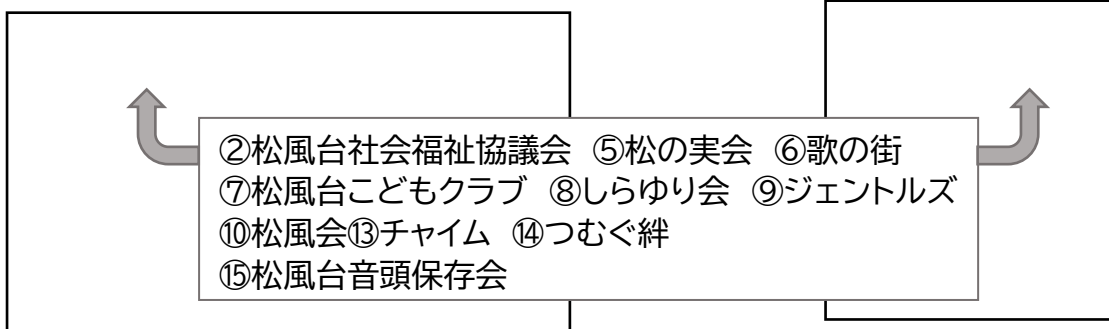 ②松風台社会福祉協議会 ⑤松の実会 ⑥歌の街
⑦松風台こどもクラブ ⑧しらゆり会 ⑨ジェントルズ
⑩松風会⑬チャイム ⑭つむぐ絆
⑮松風台音頭保存会